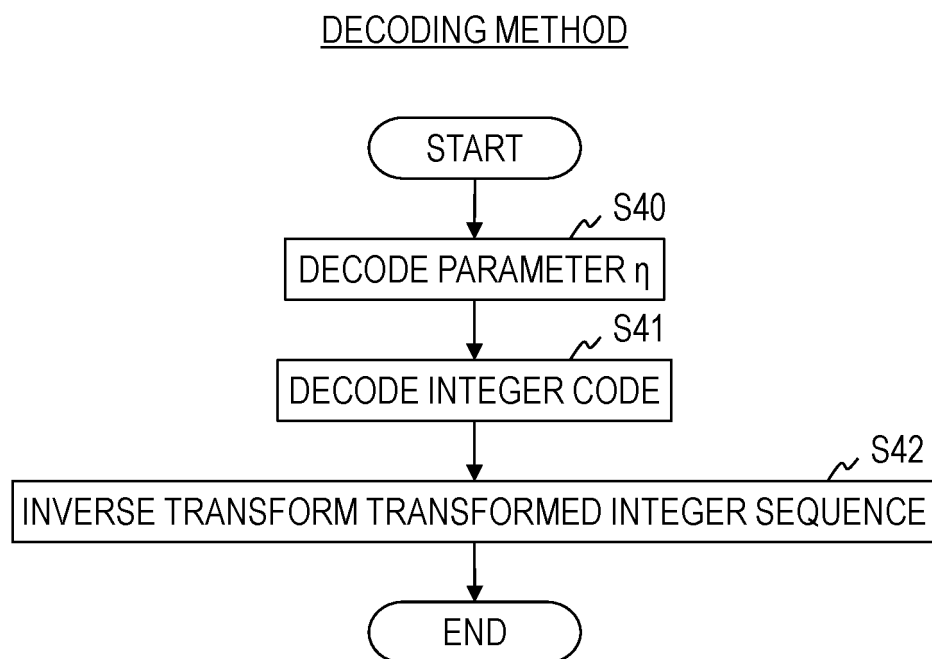 DECODING METHOD
START
S40
DECODE PARAMETER η
S41
DECODE INTEGER CODE
S42
INVERSE TRANSFORM TRANSFORMED INTEGER SEQUENCE
END